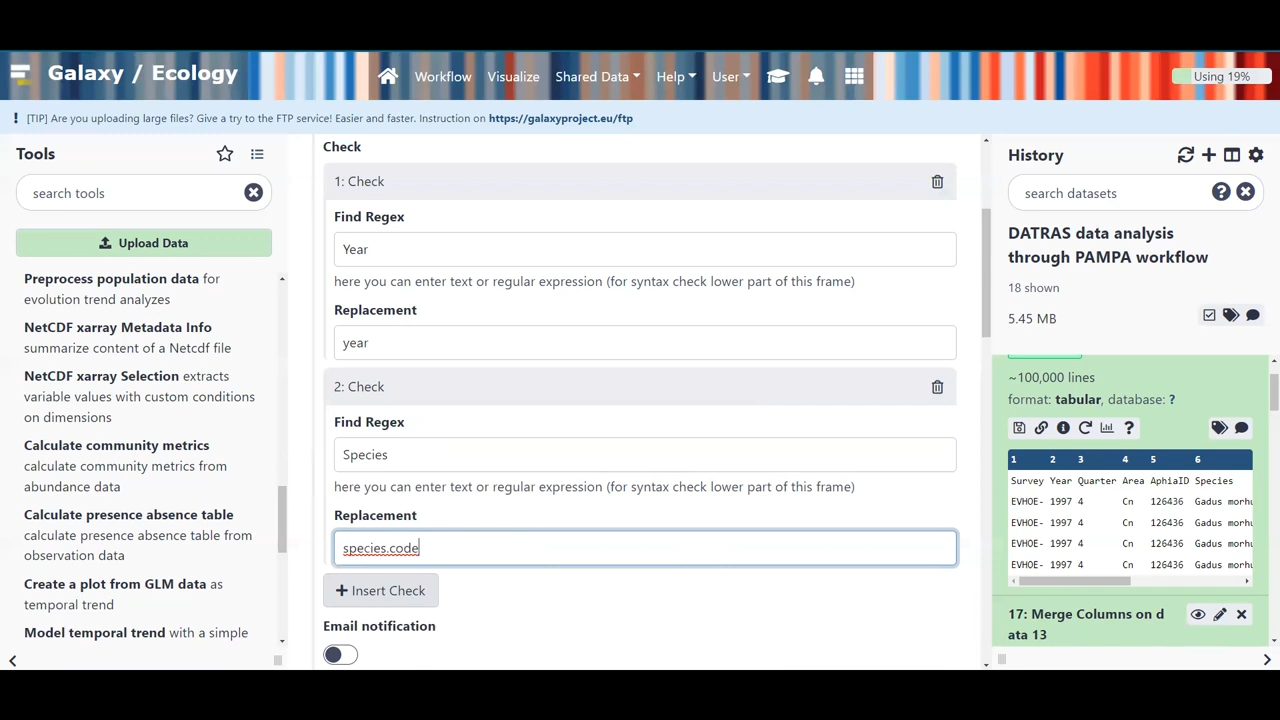 Galaxy / Ecology
Workflow Visualize Shared Data Help User
Using 19%
! [TIP] Are you uploading large files? Give a try to the FTP service! Easier and faster. Instruction on https://galaxyproject.eu/ftp
Tools
search tools
Upload Data
Preprocess population data for
evolution trend analyzes
NetCDF xarray Metadata Info
summarize content of a Netcdf file
NetCDF xarray Selection extracts
variable values with custom conditions
on dimensions
Calculate community metrics
calculate community metrics from
abundance data
Calculate presence absence table
calculate presence absence table from
observation data
Create a plot from GLM data as
temporal trend
Model temporal trend with a simple
Check
1: Check
Find Regex
Year
here you can enter text or regular expression (for syntax check lower part of this frame)
Replacement
year
2: Check
Find Regex
Species
here you can enter text or regular expression (for syntax check lower part of this frame)
Replacement
species.code
+ Insert Check
Email notification
History
search datasets
DATRAS data analysis
through PAMPA workflow
18 shown
5.45 MB
~100,000 lines
format: tabular, database: ?
1 2 3 4 5 6
Survey Year Quarter Area AphiaID Species
EVHOE- 1997 4 Cn 126436 Gadus morhu
EVHOE- 1997 4 Cn 126436 Gadus morhu
EVHOE- 1997 4 Cn 126436 Gadus morhu
EVHOE- 1997 4 Cn 126436 Gadus morhu
17: Merge Columns on d
ata 13